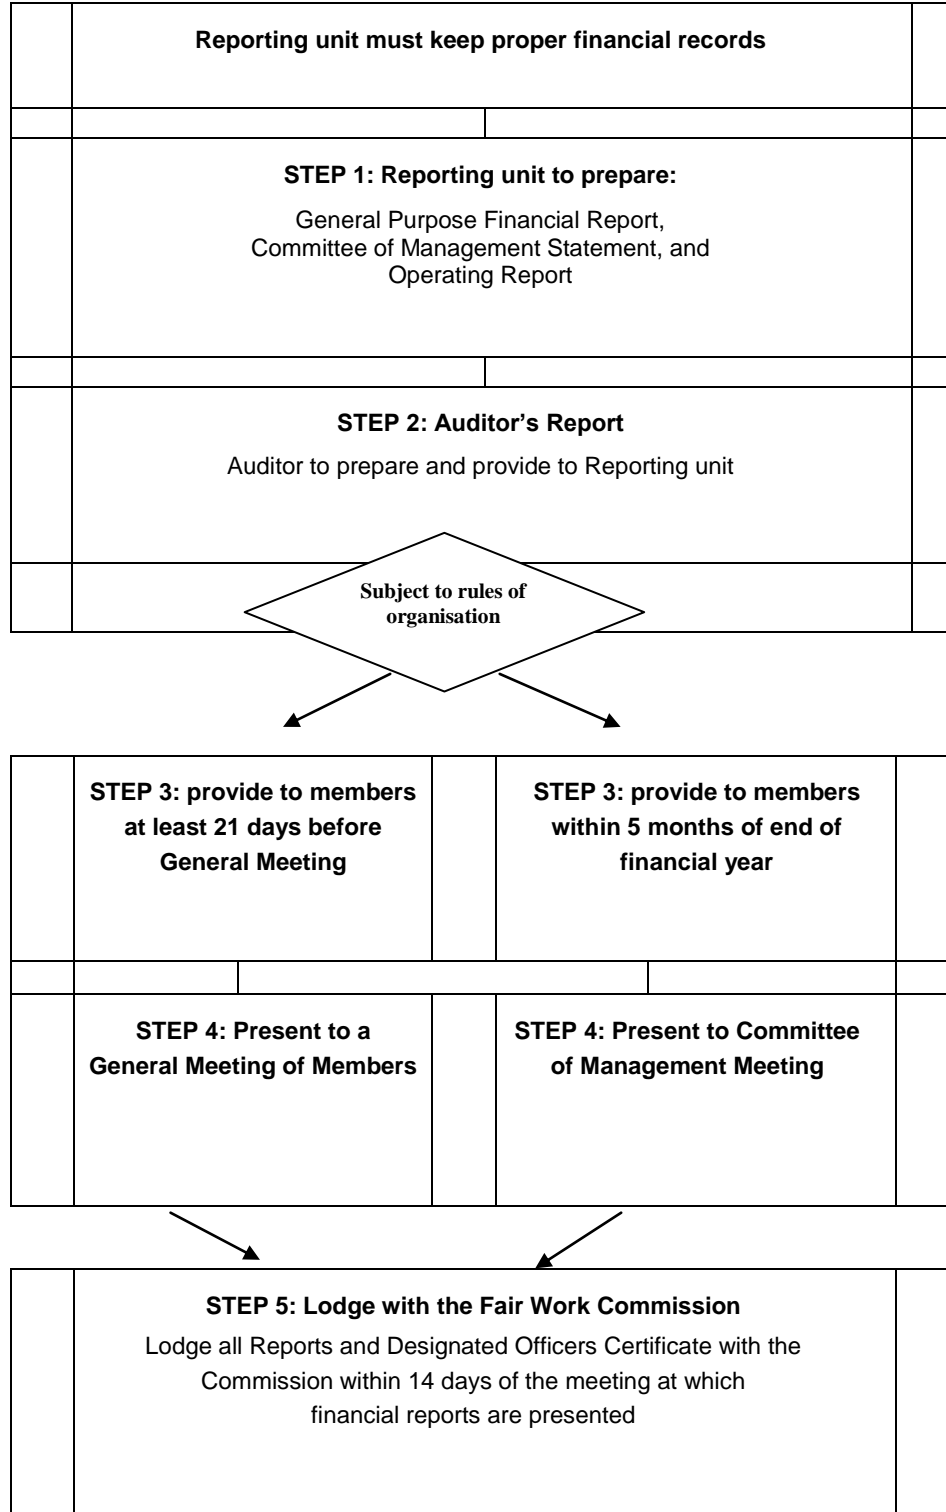 Reporting unit must keep proper financial records
STEP 1: Reporting unit to prepare:
General Purpose Financial Report,
Committee of Management Statement, and
Operating Report
STEP 2: Auditor’s Report
Auditor to prepare and provide to Reporting unit
Subject to rules of
organisation
STEP 3: provide to members
at least 21 days before
General Meeting
STEP 3: provide to members
within 5 months of end of
financial year
STEP 4: Present to a
General Meeting of Members
STEP 4: Present to Committee
of Management Meeting
STEP 5: Lodge with the Fair Work Commission
Lodge all Reports and Designated Officers Certificate with the
Commission within 14 days of the meeting at which
financial reports are presented